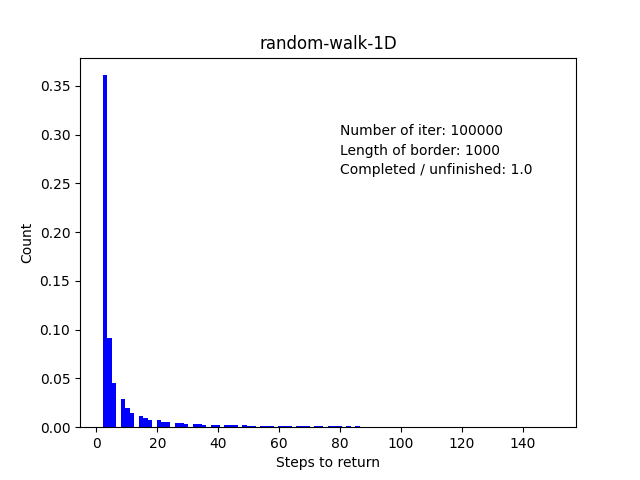 random-walk-1D
0.35
0.30
0.25
0.20
0.15
0.10
0.05
0.00
Count
Number of iter: 100000
Length of border: 1000
Completed / unfinished: 1.0
0 20 40 60 80 100 120 140
Steps to return